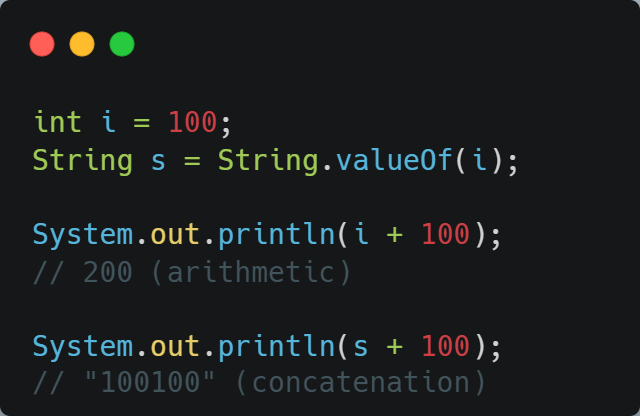 int i = 100;
String s = String.valueOf(i);
System.out.println(i + 100);
// 200 (arithmetic)
System.out.println(s + 100);
// "100100" (concatenation)